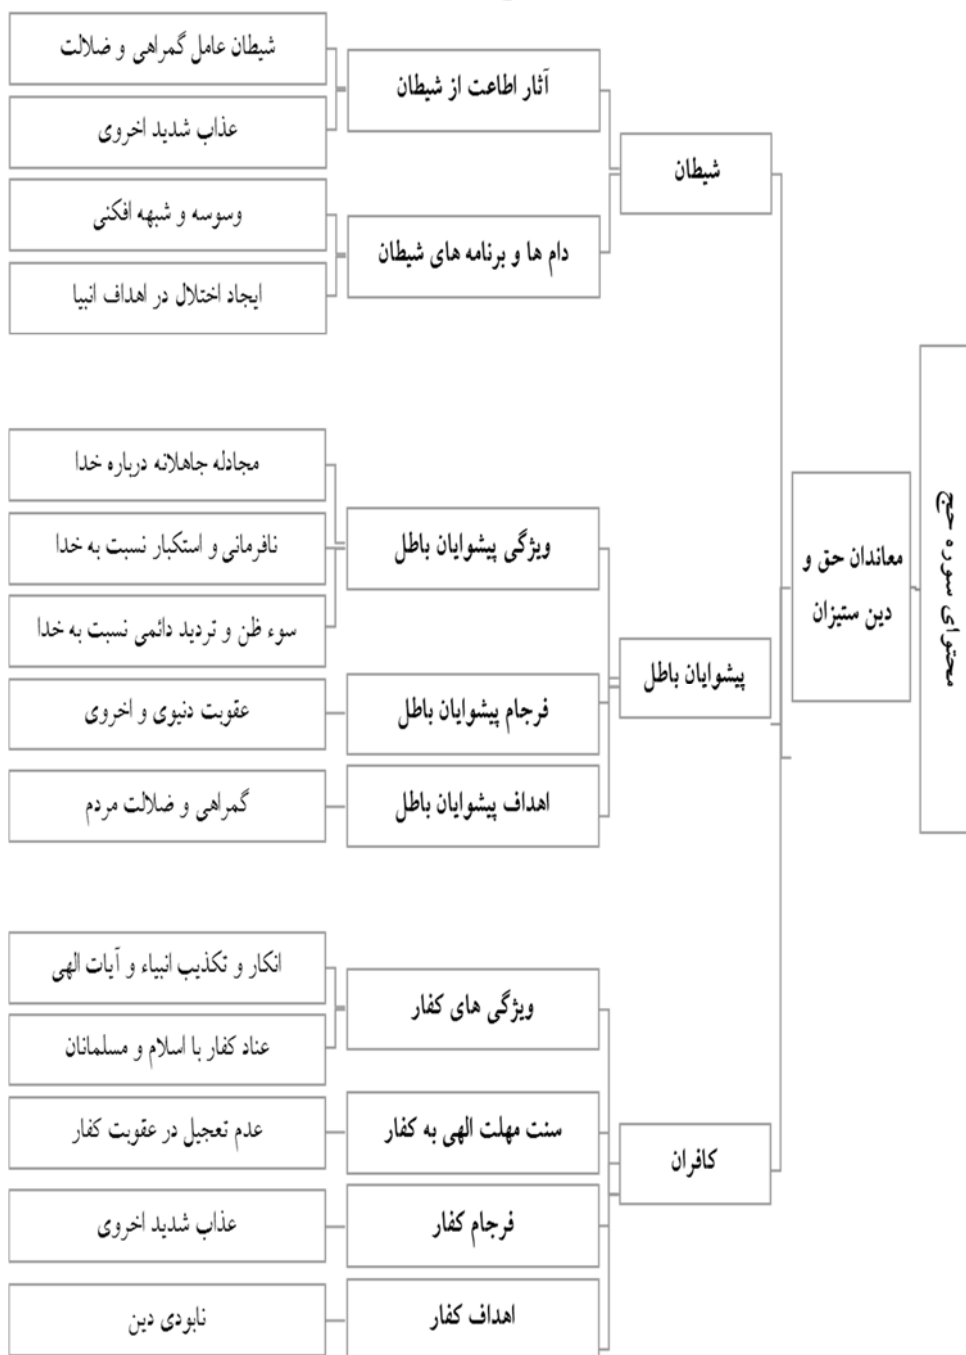 محتوای سوره حج
معاندان حق و
دین ستیزان
شیطان
آثار اطاعت از شیطان
شیطان عامل گمراهی و ضلالت
عذاب شدید اخروی
دام ها و برنامه های شیطان
وسوسه و شبهه افکنی
ایجاد اختلال در اهداف انبیا
پیشوایان باطل
ویژگی پیشوایان باطل
مجادله جاهلانه درباره خدا
نافرمانی و استکبار نسبت به خدا
سوء ظن و تردید دائمی نسبت به خدا
فرجام پیشوایان باطل
عقوبت دنیوی و اخروی
اهداف پیشوایان باطل
گمراهی و ضلالت مردم
کافران
ویژگی های کفار
انکار و تکذیب انبیاء و آیات الهی
عناد کفار با اسلام و مسلمانان
سنت مهلت الهی به کفار
عدم تعجیل در عقوبت کفار
فرجام کفار
عذاب شدید اخروی
اهداف کفار
نابودی دین